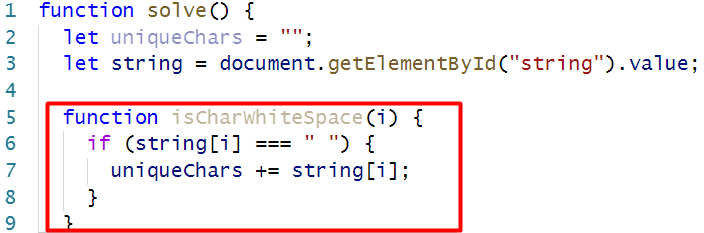 1 function solve() {
2 let uniqueChars = "";
3 let string = document.getElementById("string").value;
4
5 function isCharWhiteSpace(i) {
6 if (string[i] === " ") {
7 uniqueChars += string[i];
8 }
9 }